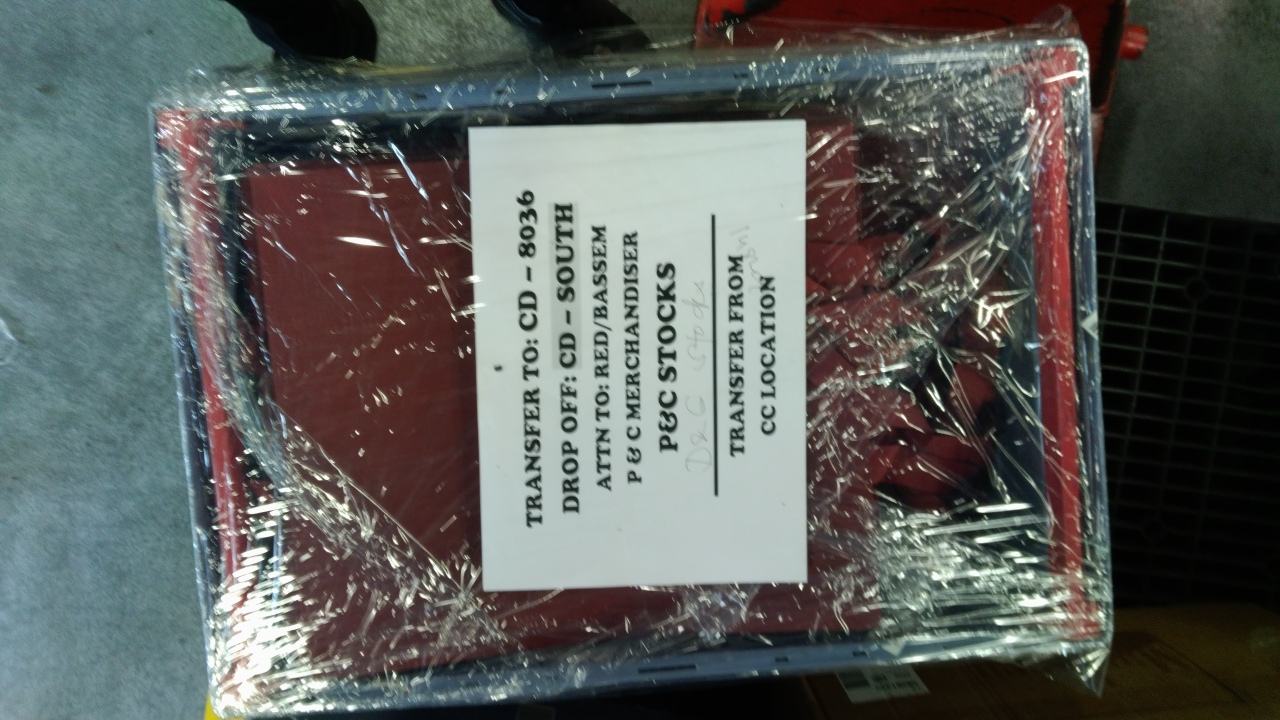 TRANSFER TO: CD – 8036
DROP OFF: CD – SOUTH
ATTN TO: RED/BASSEM
P & C MERCHANDISER
P&C STOCKS
TRANSFER FROM
CC LOCATION